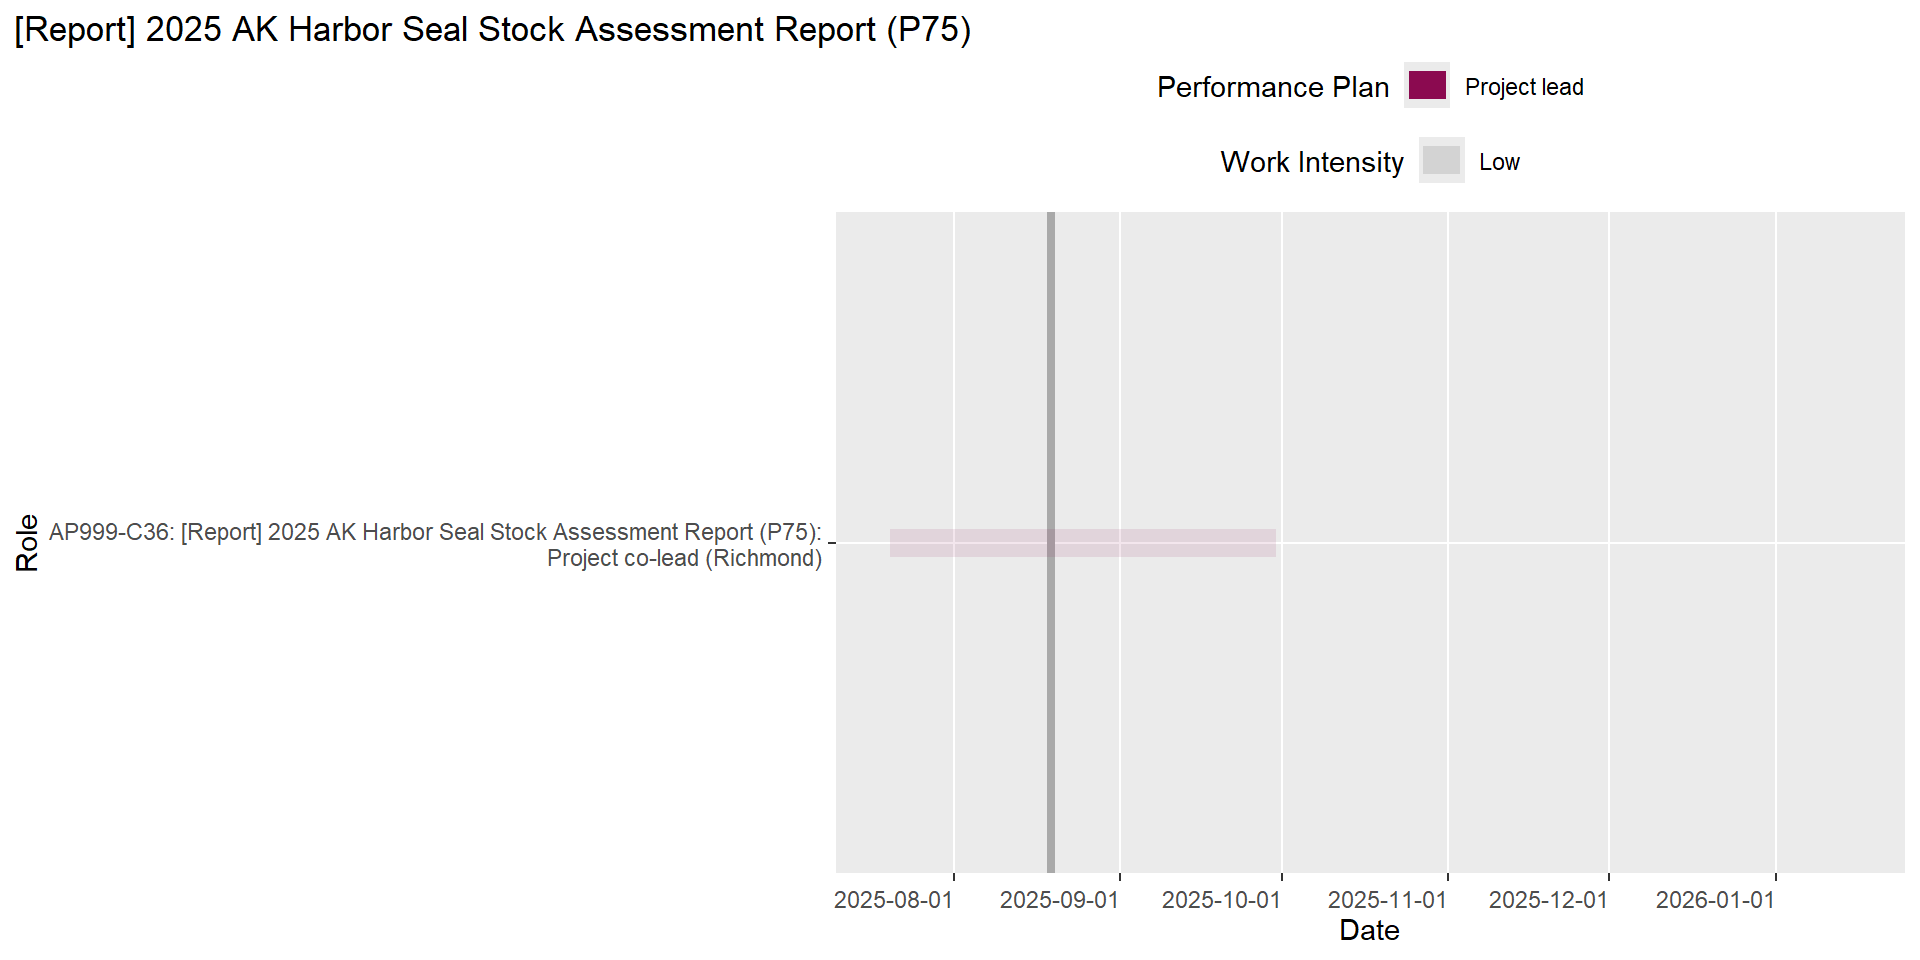 [Report] 2025 AK Harbor Seal Stock Assessment Report (P75)
Performance Plan
Project lead
Work Intensity
Low
Role
AP999-C36: [Report] 2025 AK Harbor Seal Stock Assessment Report (P75):
Project co-lead (Richmond)
2025-08-01
2025-09-01
2025-10-01
2025-11-01
2025-12-01
2026-01-01
Date